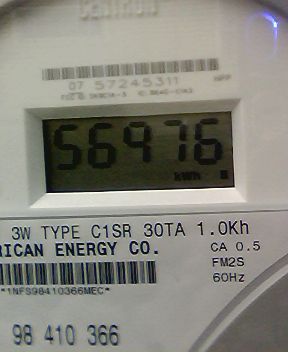 Centron
07 57245311
56976
kWh
3W TYPE C1SR 30TA 1.0Kh
RICAN ENERGY CO.
CA 0.5
FM2S
60Hz
*1NFS98410366MEC*
98 410 366